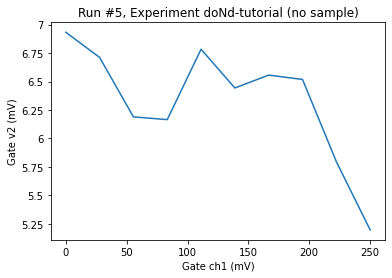 Run #5, Experiment doNd-tutorial (no sample)
7
6.75
6.5
6.25
6
5.75
5.5
5.25
Gate v2 (mV)
0 50 100 150 200 250
Gate ch1 (mV)